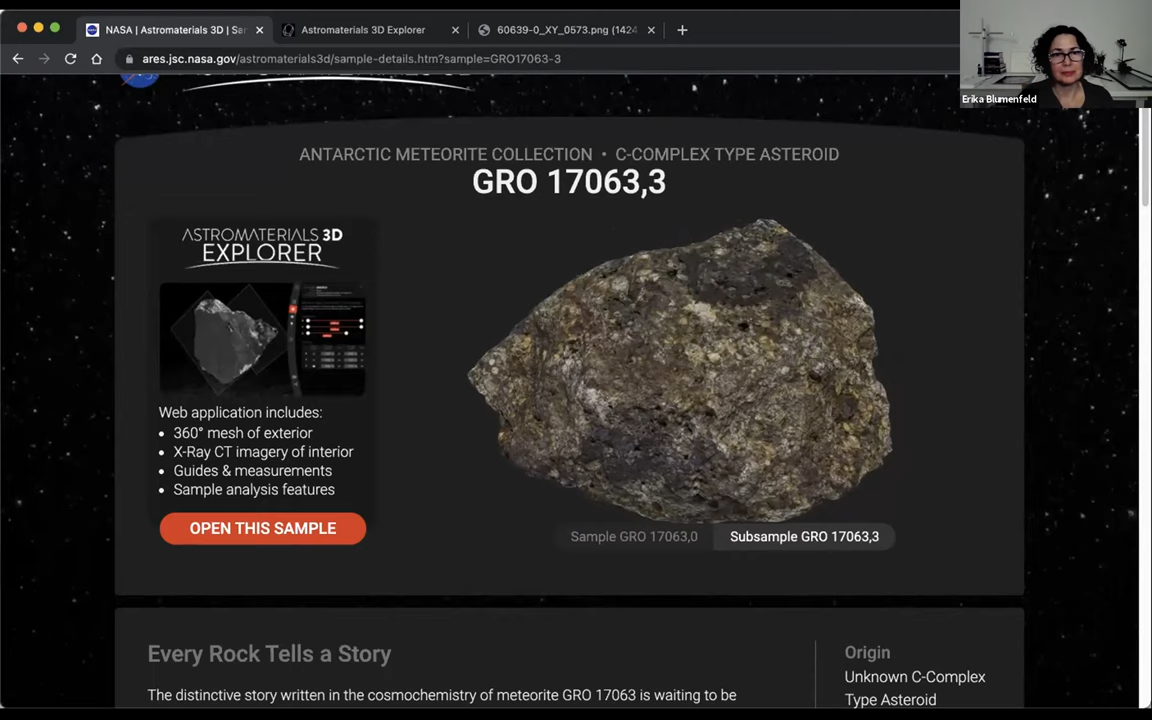 NASA | Astromaterials 3D | Sar
Astromaterials 3D Explorer
60639-0_XY_0573.png (1424
ares.jsc.nasa.gov/astromaterials3d/sample-details.htm?sample=GRO17063-3
Erika Blumenfeld
ANTARCTIC METEORITE COLLECTION • C-COMPLEX TYPE ASTEROID
GRO 17063,3
ASTROMATERIALS 3D
EXPLORER
Web application includes:
• 360° mesh of exterior
• X-Ray CT imagery of interior
• Guides & measurements
• Sample analysis features
OPEN THIS SAMPLE
Sample GRO 17063,0
Subsample GRO 17063,3
Every Rock Tells a Story
The distinctive story written in the cosmochemistry of meteorite GRO 17063 is waiting to be
Origin
Unknown C-Complex
Type Asteroid